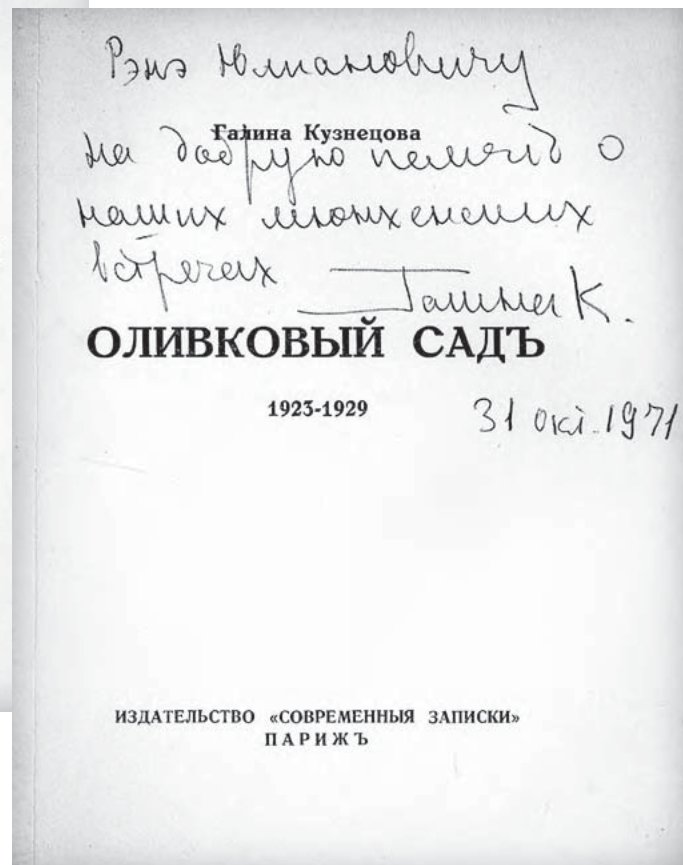 Рэнэ Юлиановичу
Галина Кузнецова
на добрую память о
наших мюнхенских
встречах Галина К.
ОЛИВКОВЫЙ САДЪ
1923-1929
31 окт. 1971
ИЗДАТЕЛЬСТВО «СОВРЕМЕННЫЯ ЗАПИСКИ»
ПАРИЖЪ